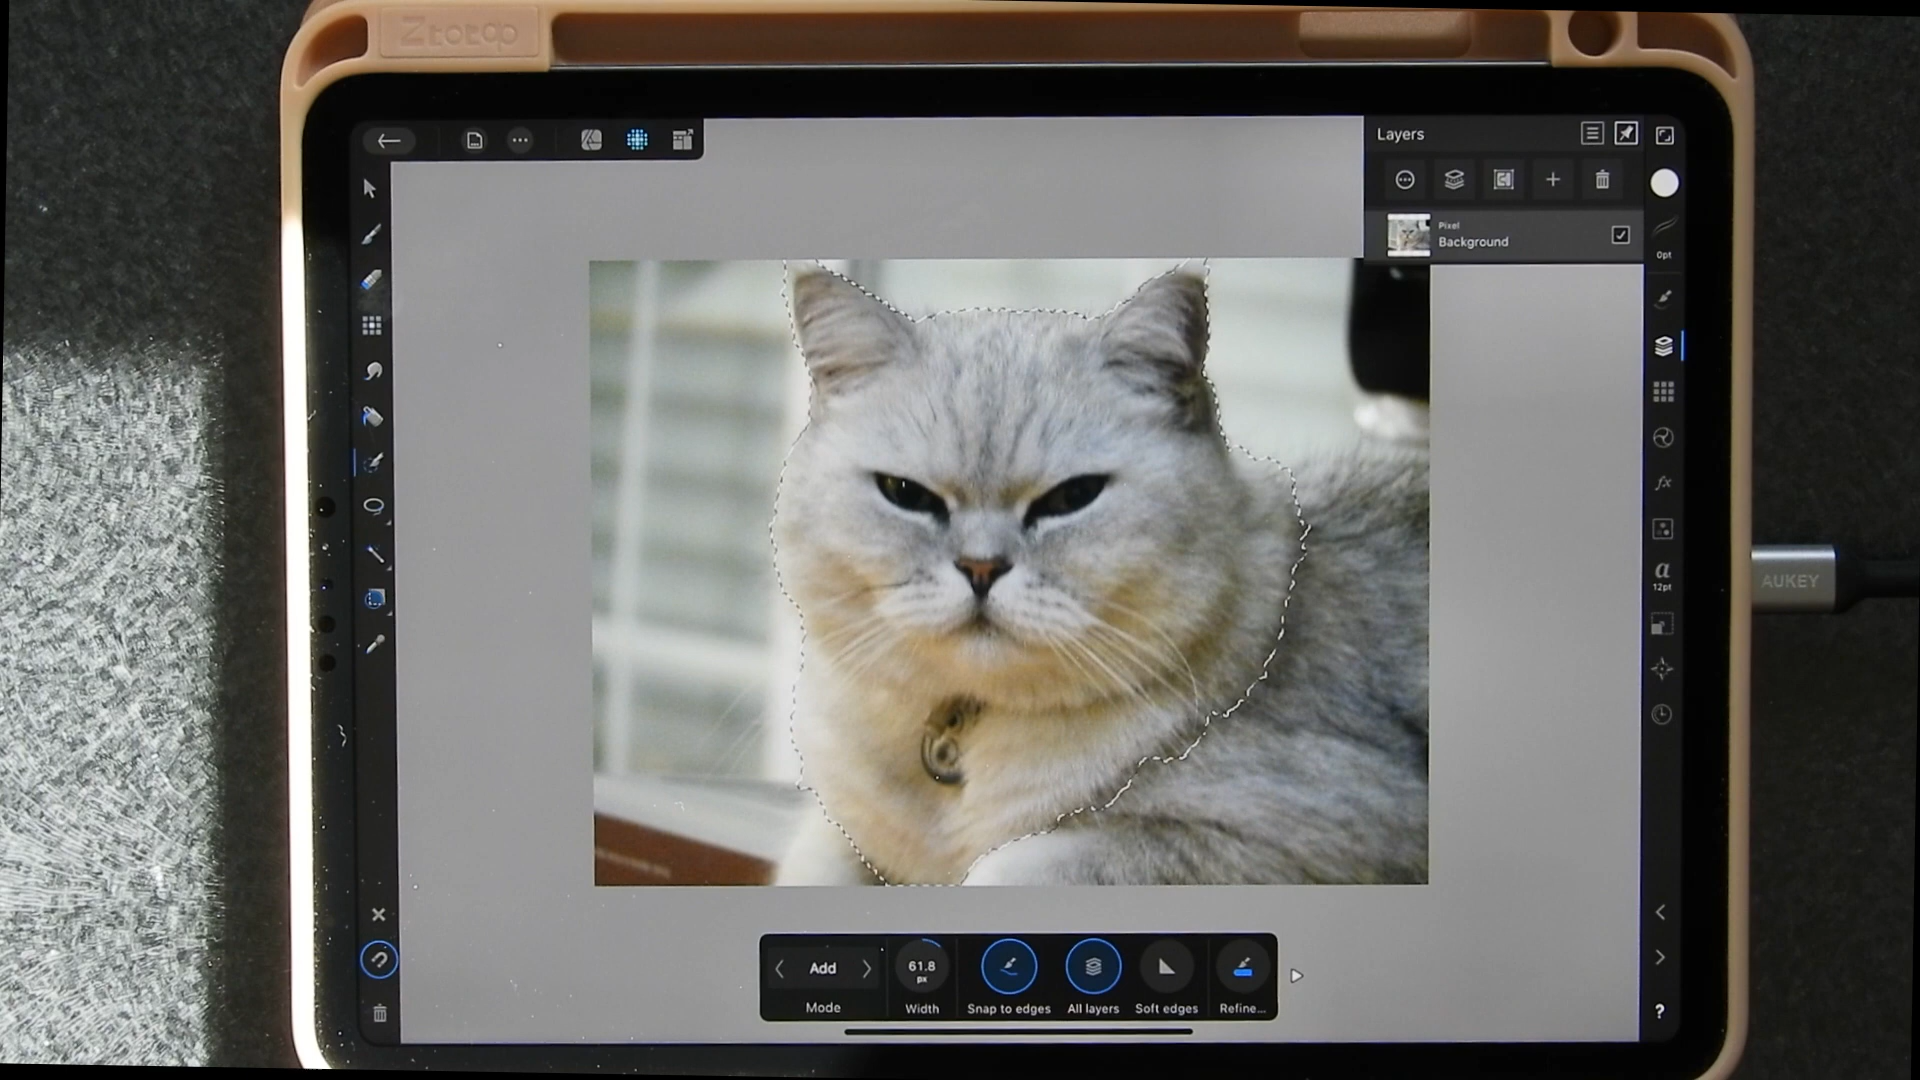 Ztotop
Layers
Pixel
Background
0pt
fx
a
12pt
AUKEY
Add
Mode
61.8
px
Width
Snap to edges
All layers
Soft edges
Refine...
?